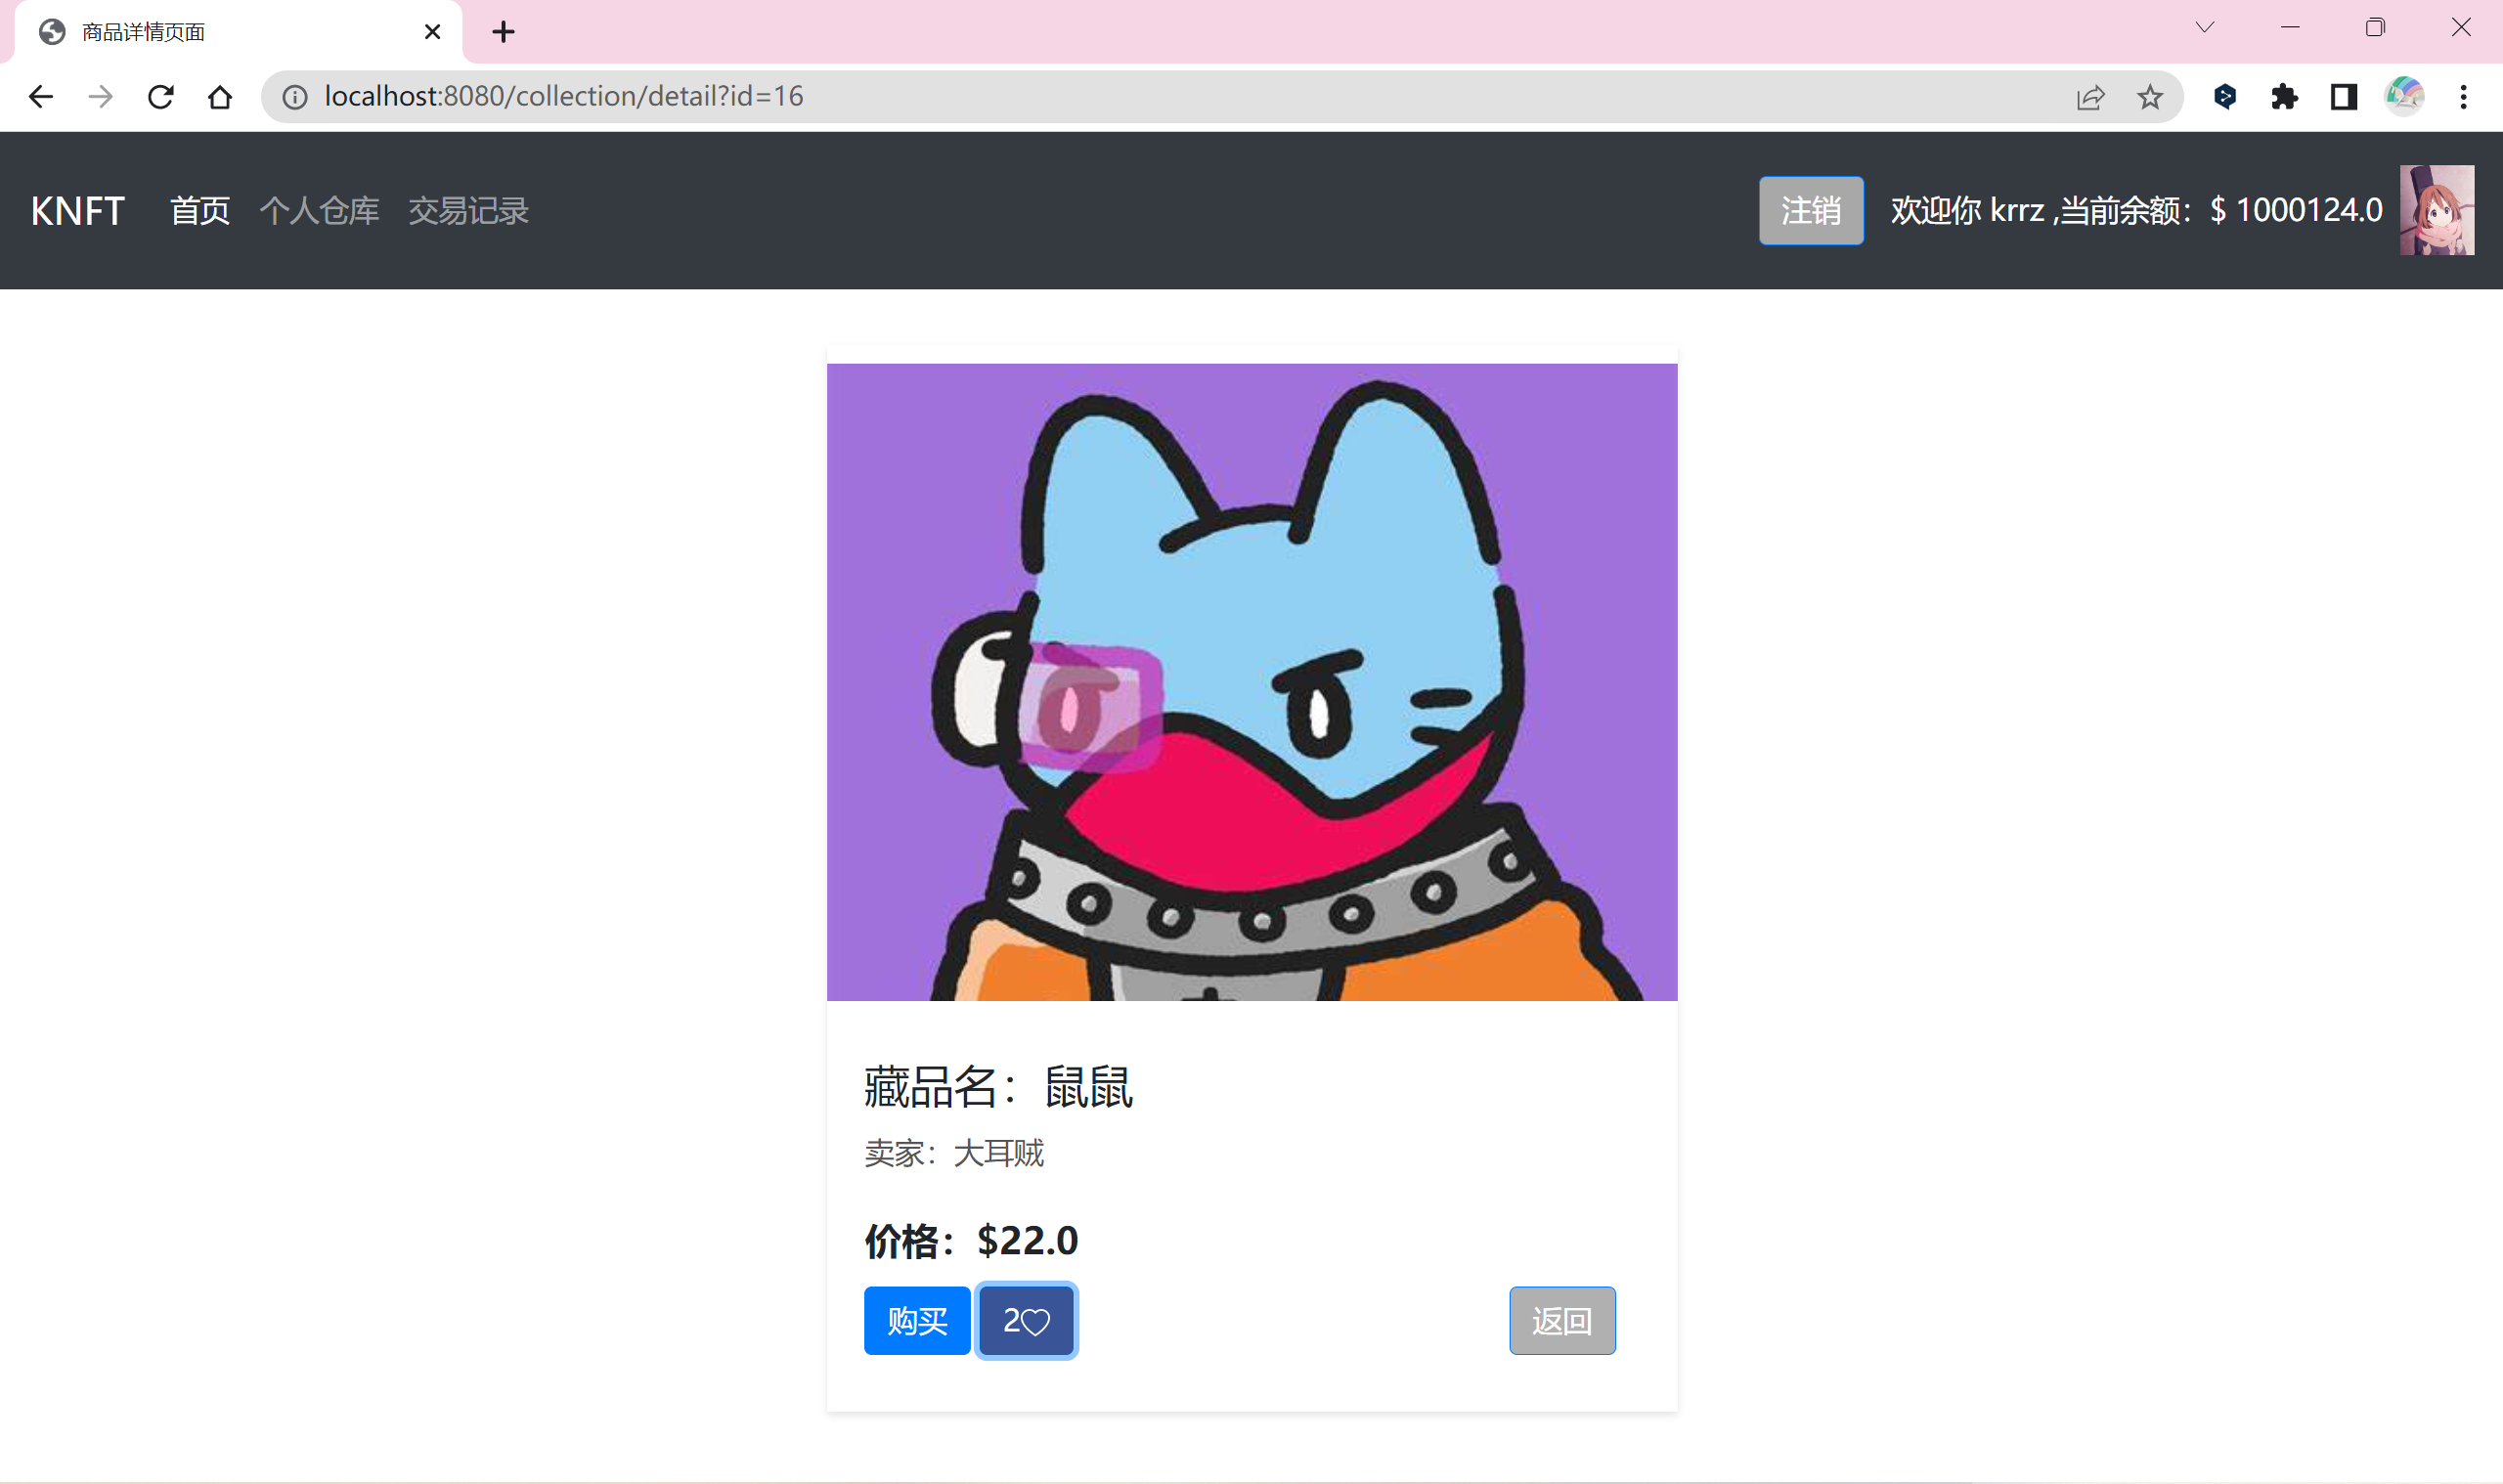 商品详情页面
localhost:8080/collection/detail?id=16
KNFT 首页 个人仓库 交易记录 注销 欢迎你 krrz ,当前余额：$ 1000124.0
藏品名：鼠鼠
卖家：大耳贼
价格：$22.0
购买 2♡ 返回